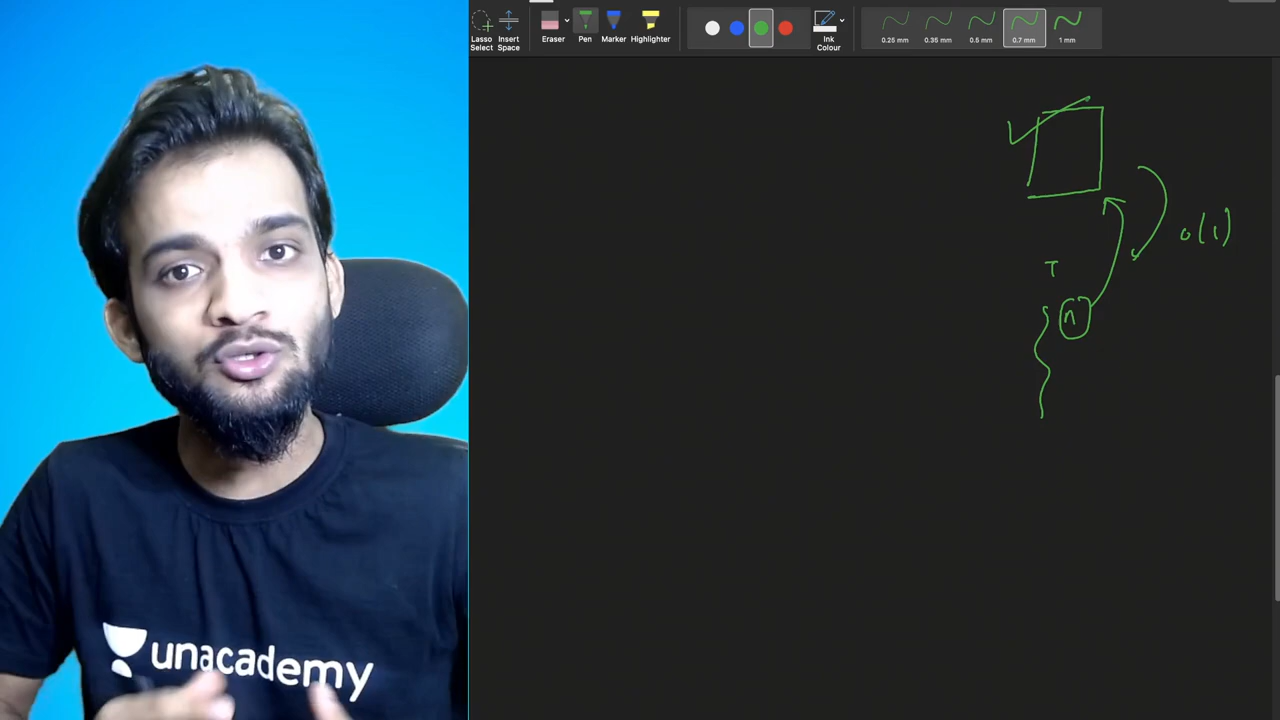 Lasso Select
Insert Space
Eraser
Pen
Marker
Highlighter
Ink Colour
0.25 mm
0.35 mm
0.5 mm
0.7 mm
1 mm
O(1)
T
n
unacademy